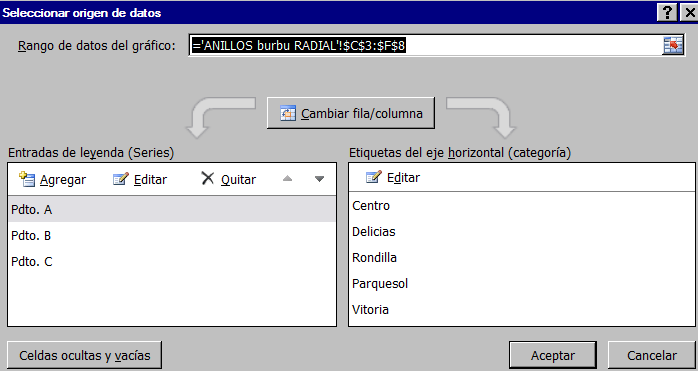 Seleccionar origen de datos
?
Rango de datos del gráfico: ='ANILLOS burbu RADIAL'!$C$3:$F$8
Cambiar fila/columna
Entradas de leyenda (Series)
Agregar Editar Quitar
Pdto. A
Pdto. B
Pdto. C
Etiquetas del eje horizontal (categoría)
Editar
Centro
Delicias
Rondilla
Parquesol
Vitoria
Celdas ocultas y vacías
Aceptar Cancelar